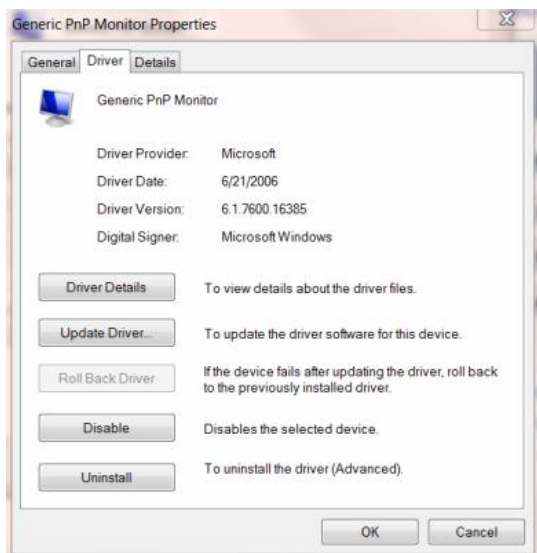 Generic PnP Monitor Properties
General Driver Details
Generic PnP Monitor
Driver Provider: Microsoft
Driver Date: 6/21/2006
Driver Version: 6.1.7600.16385
Digital Signer: Microsoft Windows
Driver Details To view details about the driver files.
Update Driver... To update the driver software for this device.
Roll Back Driver If the device fails after updating the driver, roll back
to the previously installed driver.
Disable Disables the selected device.
Uninstall To uninstall the driver (Advanced).
OK Cancel